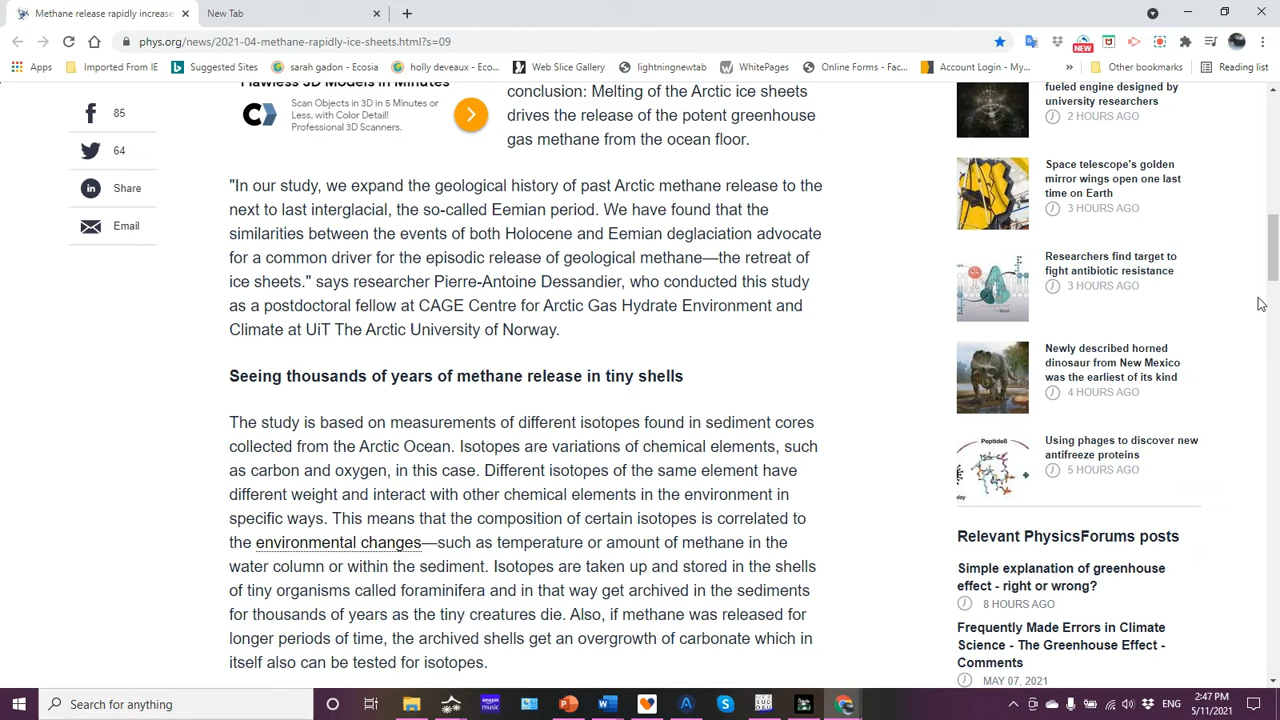 Methane release rapidly increase
New Tab
phys.org/news/2021-04-methane-rapidly-ice-sheets.html?s=09
NEW
Apps
Imported From IE
Suggested Sites
sarah gadon - Ecosia
holly deveaux - Eco...
Web Slice Gallery
lightningnewtab
WhitePages
Online Forms - Fac...
Account Login - My...
»
Other bookmarks
Reading list
Flawless 3D Models in Minutes
Scan Objects in 3D in 5 Minutes or
Less, with Color Detail!
Professional 3D Scanners.
85
64
Share
Email
conclusion: Melting of the Arctic ice sheets
drives the release of the potent greenhouse
gas methane from the ocean floor.
"In our study, we expand the geological history of past Arctic methane release to the
next to last interglacial, the so-called Eemian period. We have found that the
similarities between the events of both Holocene and Eemian deglaciation advocate
for a common driver for the episodic release of geological methane—the retreat of
ice sheets." says researcher Pierre-Antoine Dessandier, who conducted this study
as a postdoctoral fellow at CAGE Centre for Arctic Gas Hydrate Environment and
Climate at UiT The Arctic University of Norway.
Seeing thousands of years of methane release in tiny shells
The study is based on measurements of different isotopes found in sediment cores
collected from the Arctic Ocean. Isotopes are variations of chemical elements, such
as carbon and oxygen, in this case. Different isotopes of the same element have
different weight and interact with other chemical elements in the environment in
specific ways. This means that the composition of certain isotopes is correlated to
the environmental changes—such as temperature or amount of methane in the
water column or within the sediment. Isotopes are taken up and stored in the shells
of tiny organisms called foraminifera and in that way get archived in the sediments
for thousands of years as the tiny creatures die. Also, if methane was released for
longer periods of time, the archived shells get an overgrowth of carbonate which in
itself also can be tested for isotopes.
fueled engine designed by
university researchers
2 HOURS AGO
Space telescope's golden
mirror wings open one last
time on Earth
3 HOURS AGO
Researchers find target to
fight antibiotic resistance
3 HOURS AGO
Newly described horned
dinosaur from New Mexico
was the earliest of its kind
4 HOURS AGO
Using phages to discover new
antifreeze proteins
5 HOURS AGO
Relevant PhysicsForums posts
Simple explanation of greenhouse
effect - right or wrong?
8 HOURS AGO
Frequently Made Errors in Climate
Science - The Greenhouse Effect -
Comments
MAY 07, 2021
Search for anything
ENG
2:47 PM
5/11/2021